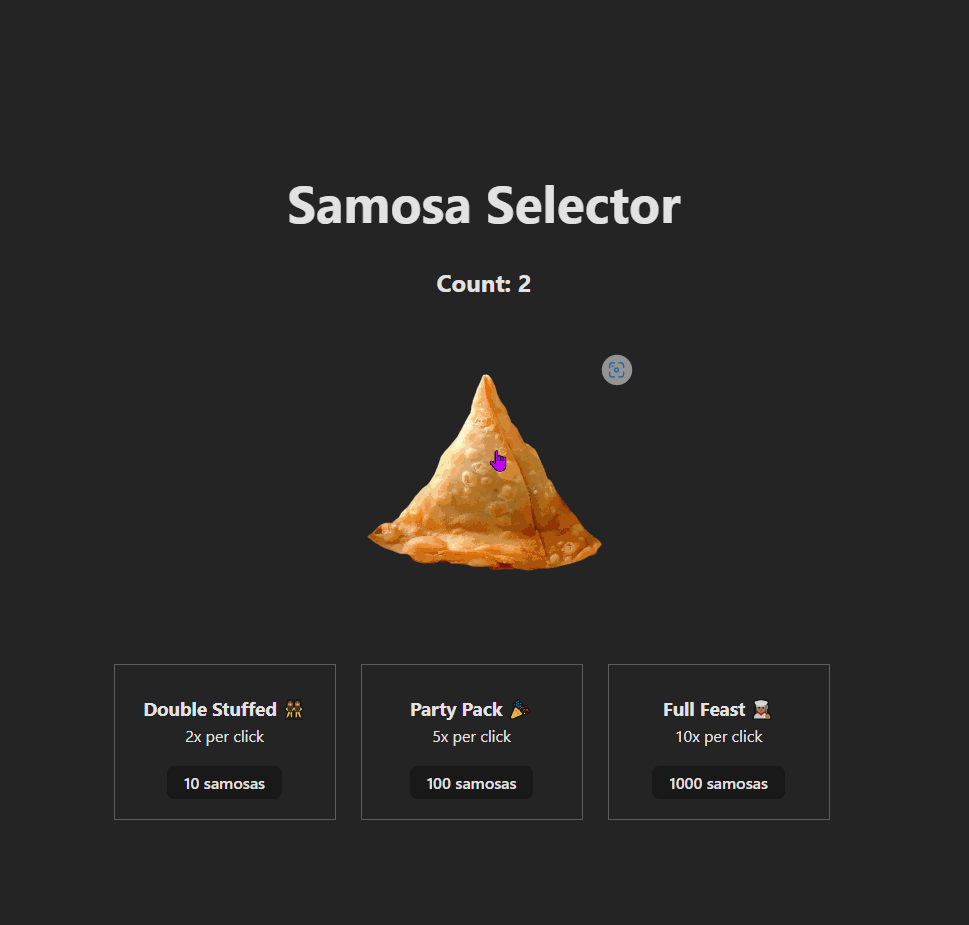 Samosa Selector
Count: 2
Double Stuffed 👯
2x per click
10 samosas
Party Pack 🎉
5x per click
100 samosas
Full Feast 👩🏽‍🍳
10x per click
1000 samosas